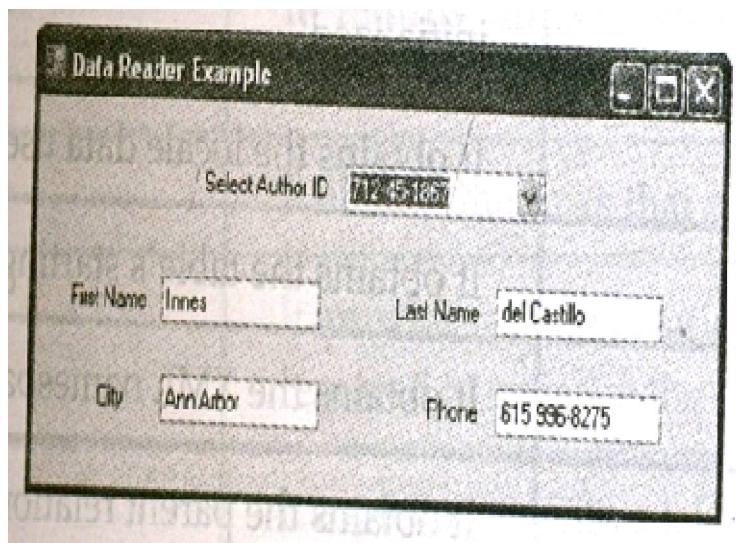 Data Reader Example
Select Author ID 712-45-1867
First Name Innes Last Name del Castillo
City Ann Arbor Phone 615 996-8275